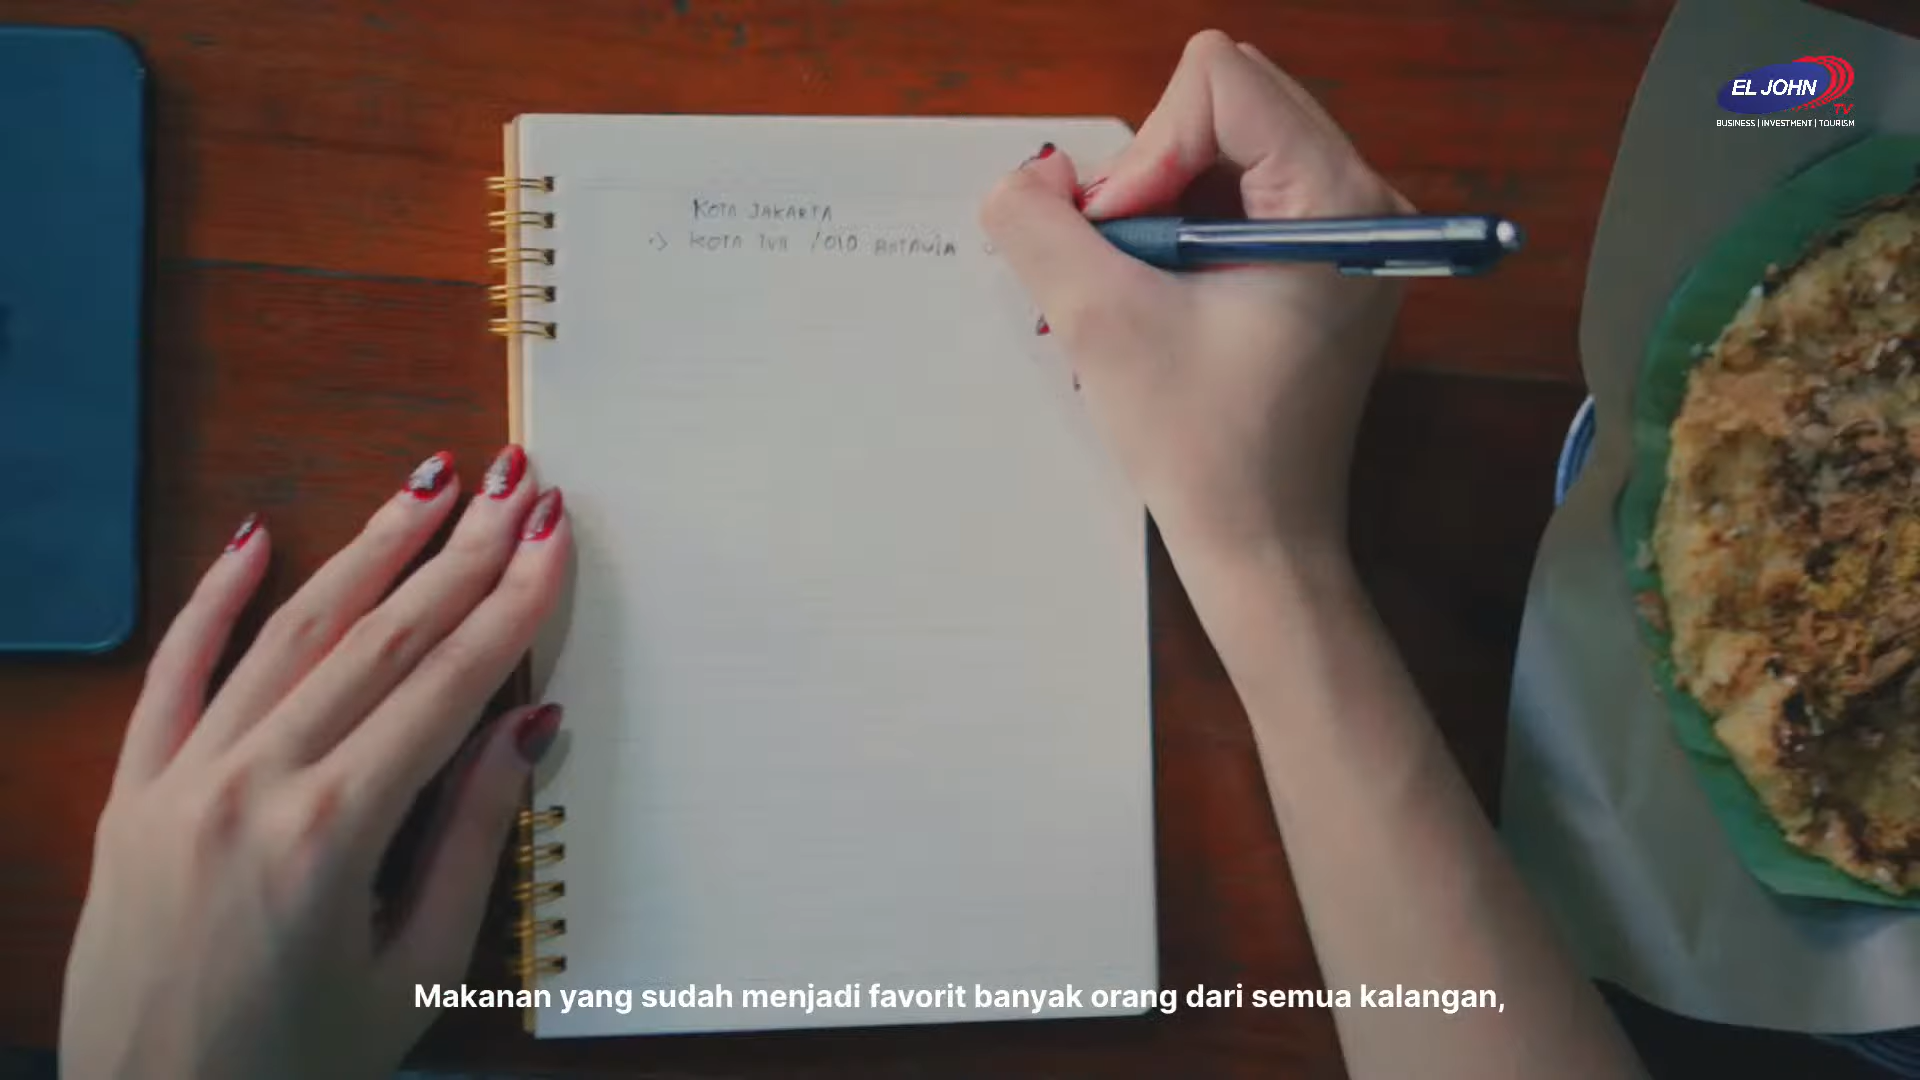 EL JOHN
TV
BUSINESS | INVESTMENT | TOURISM
KOTA JAKARTA
KOTA TUA / OLD BATAVIA
Makanan yang sudah menjadi favorit banyak orang dari semua kalangan,